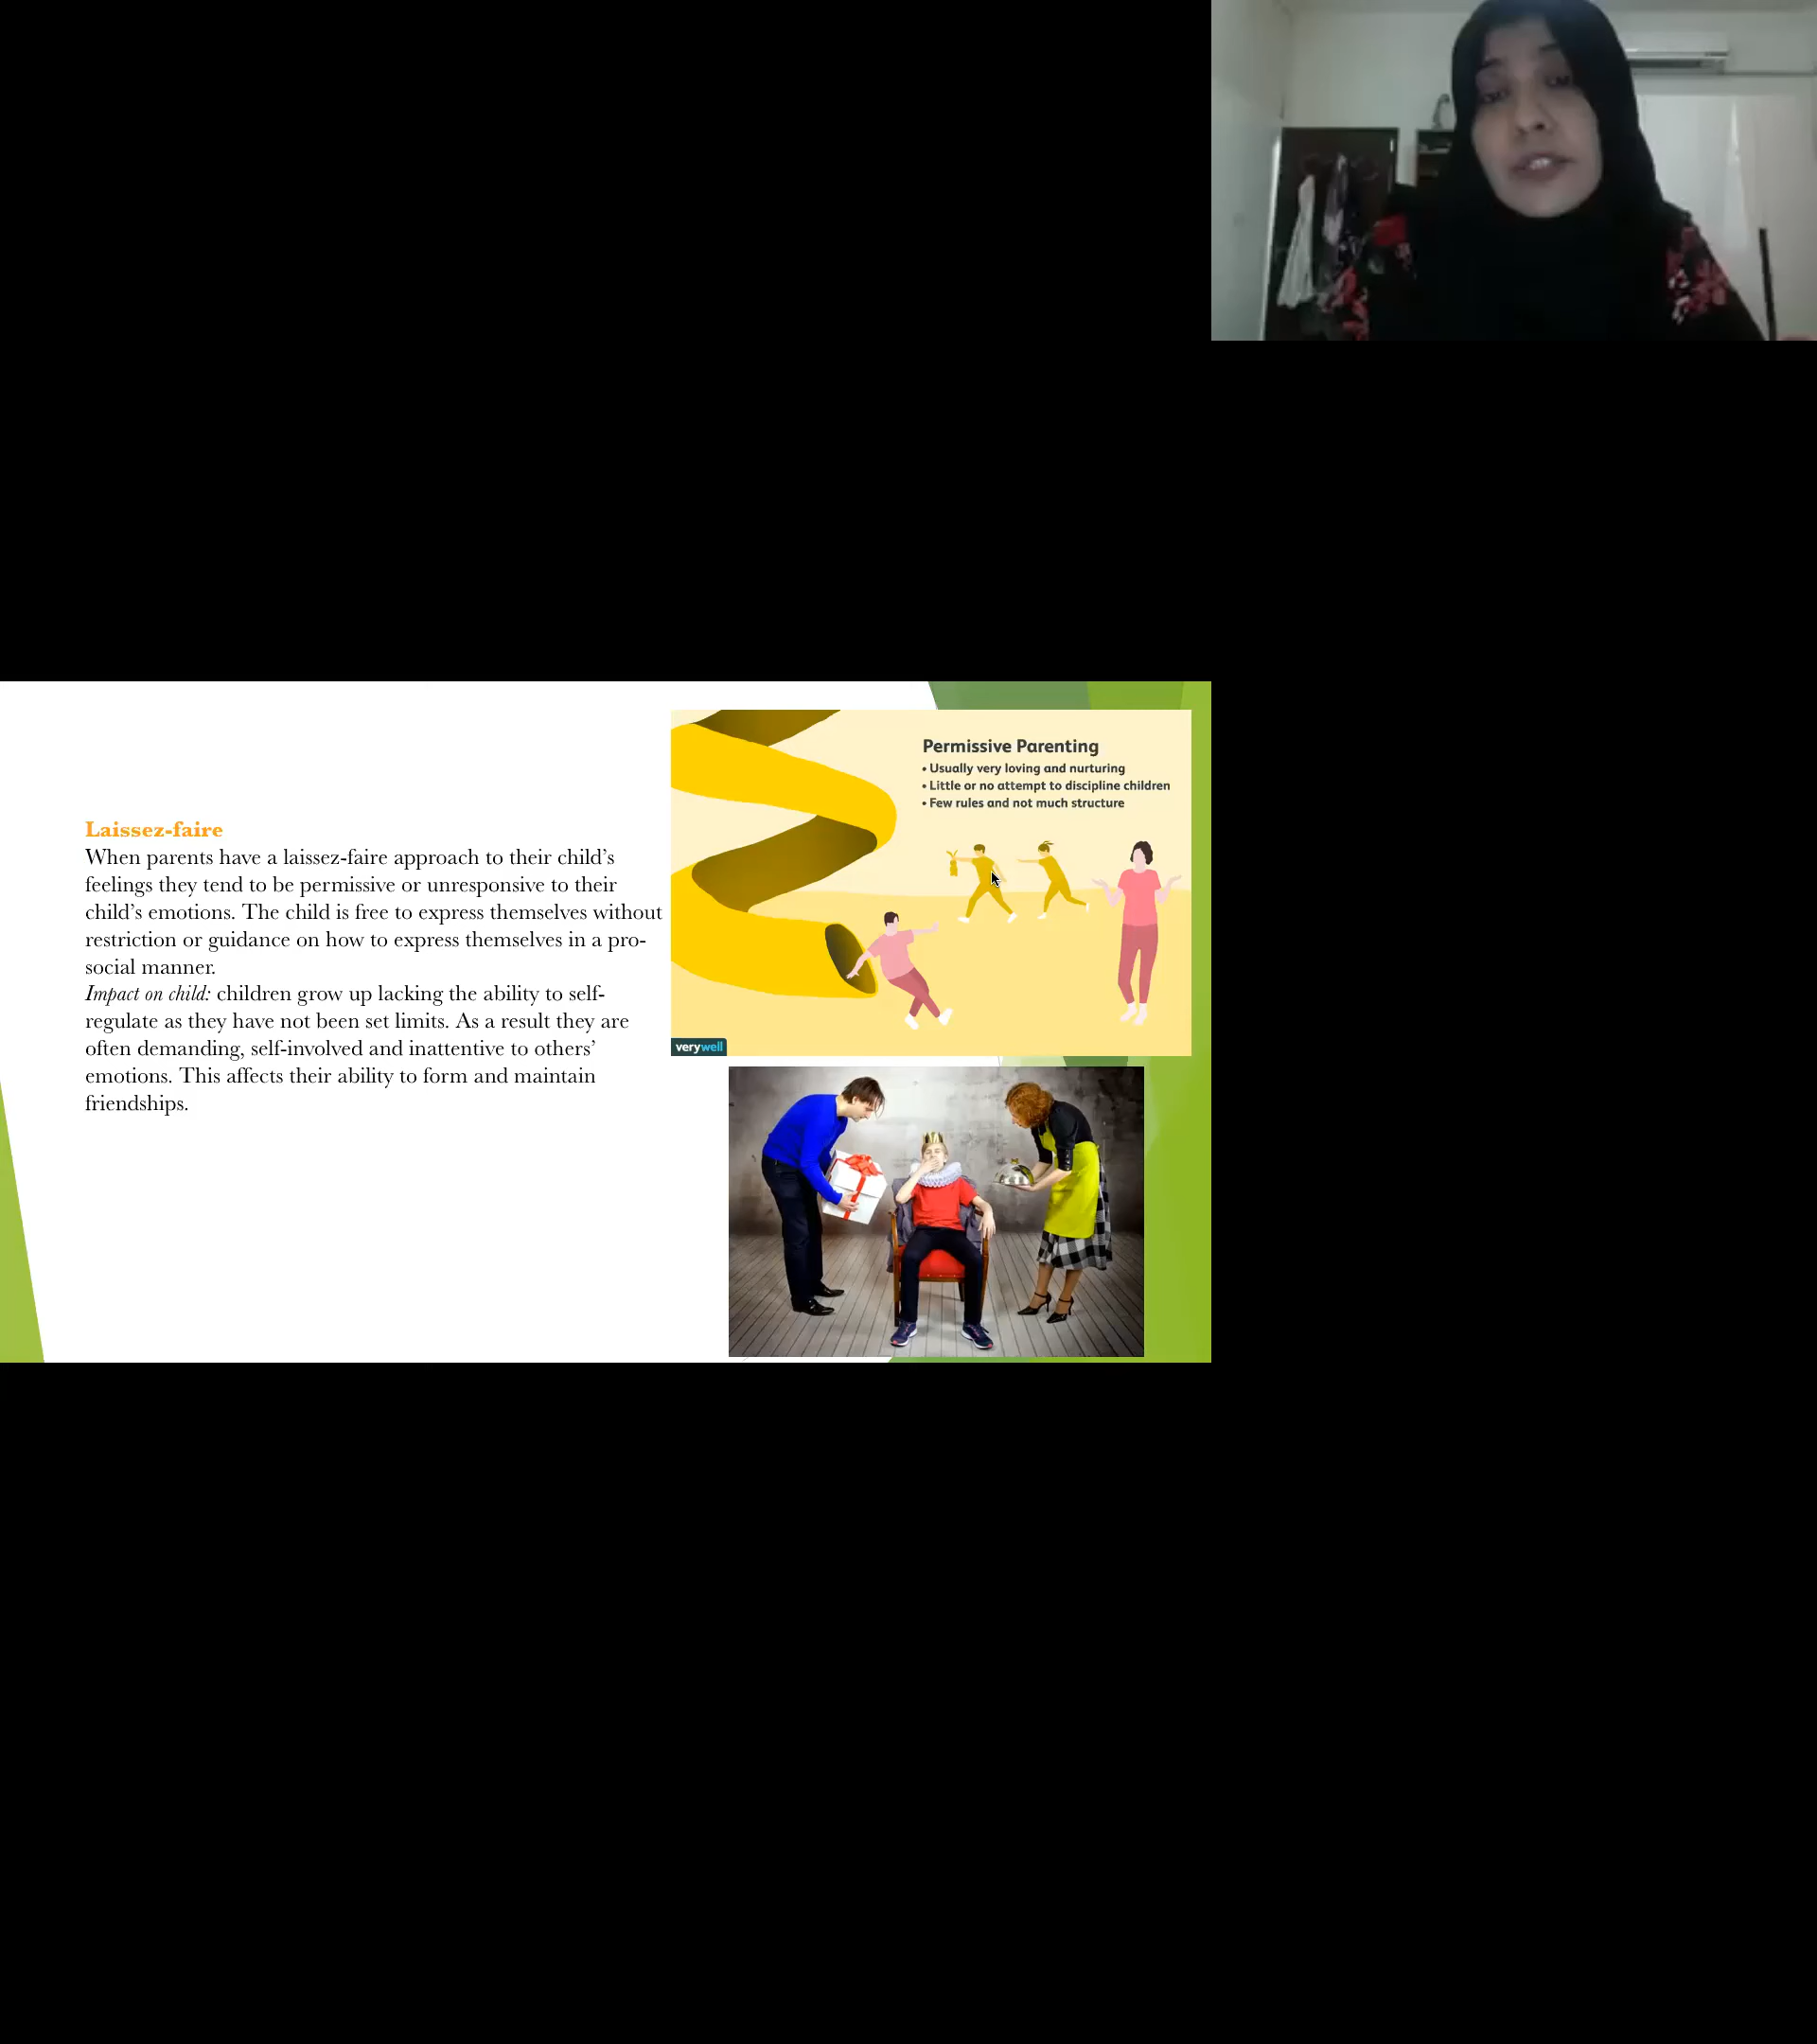 Laissez-faire
When parents have a laissez-faire approach to their child’s
feelings they tend to be permissive or unresponsive to their
child’s emotions. The child is free to express themselves without
restriction or guidance on how to express themselves in a pro-
social manner.
Impact on child: children grow up lacking the ability to self-
regulate as they have not been set limits. As a result they are
often demanding, self-involved and inattentive to others’
emotions. This affects their ability to form and maintain
friendships.
Permissive Parenting
• Usually very loving and nurturing
• Little or no attempt to discipline children
• Few rules and not much structure
verywell